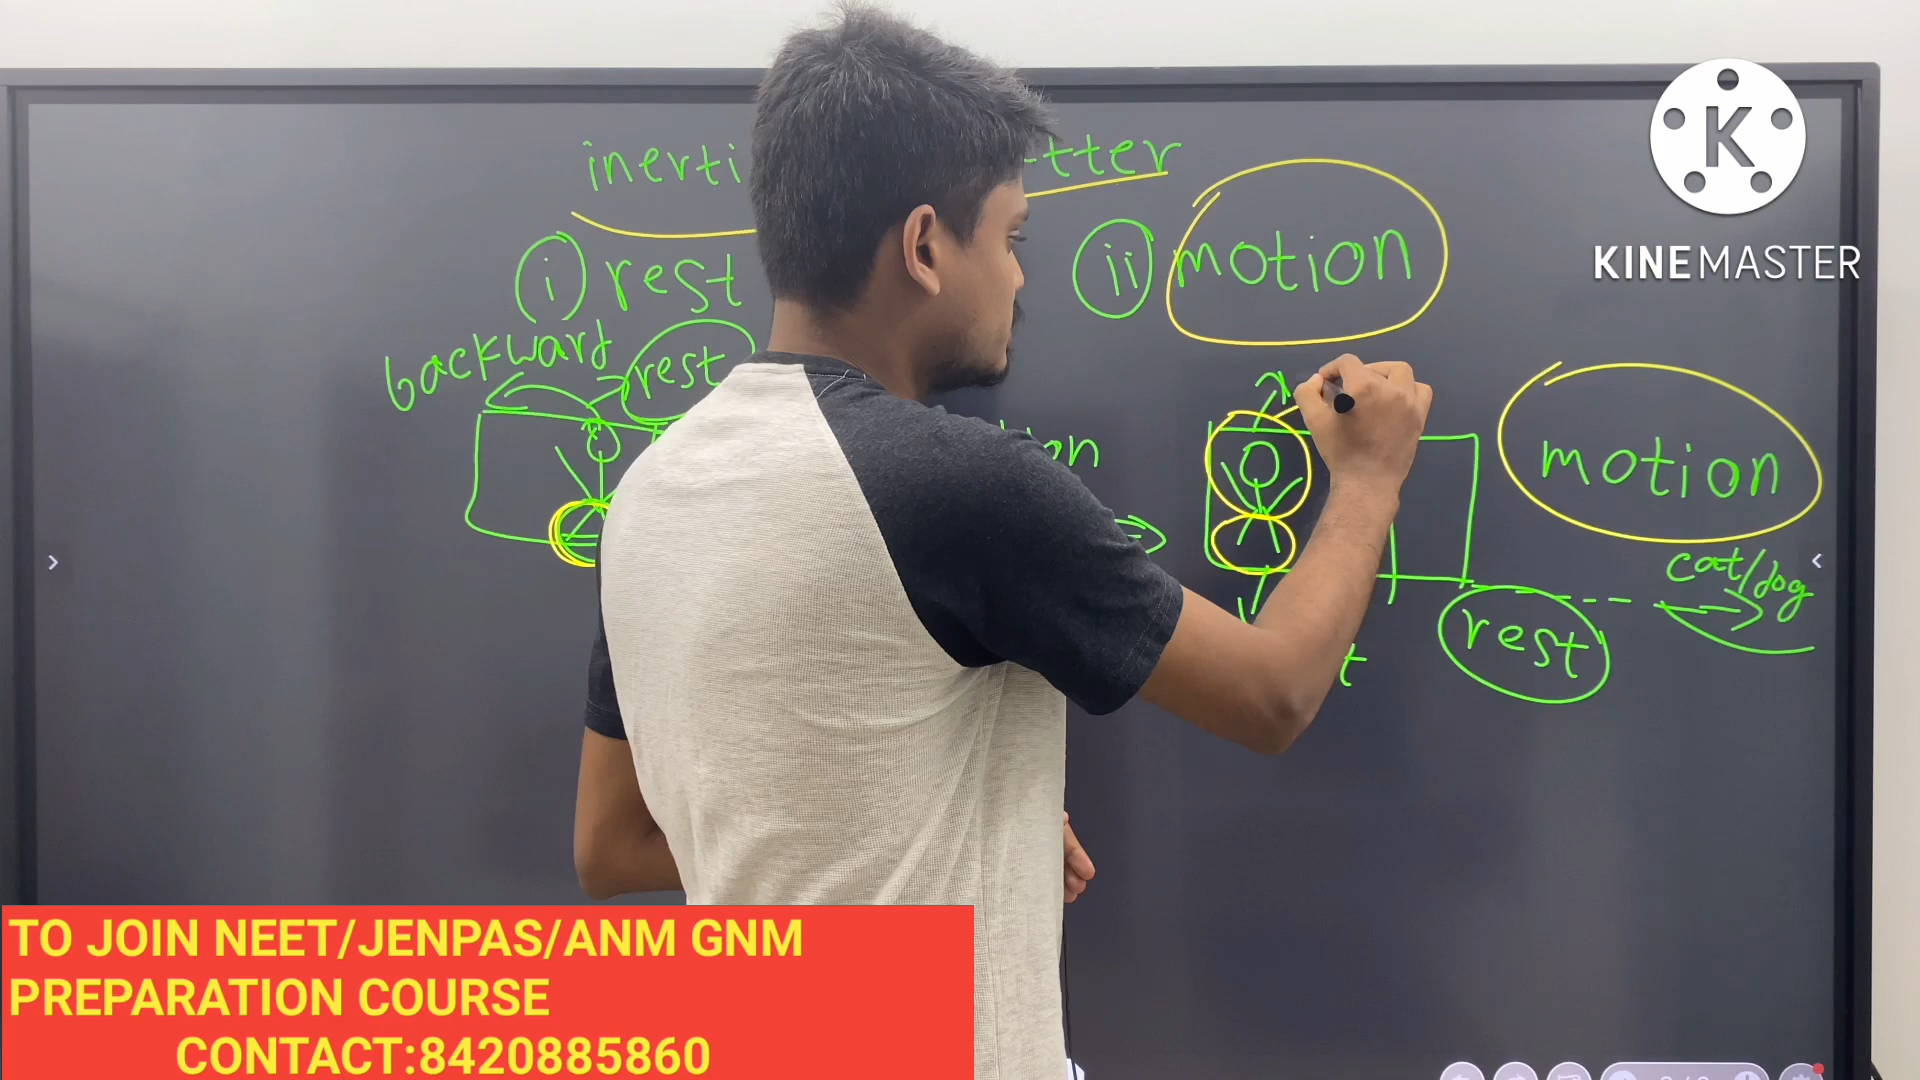 inerti tter
i rest
ii motion
backward
rest
on
motion
cat/dog
rest
t
K
KINEMASTER
TO JOIN NEET/JENPAS/ANM GNM
PREPARATION COURSE
CONTACT:8420885860